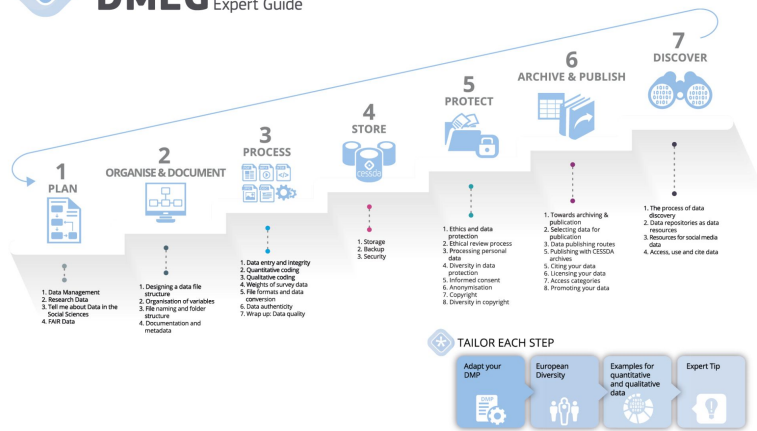 DMEG Expert Guide
1
PLAN
1. Data Management
2. Research Data
3. Tell me about Data in the
Social Sciences
4. FAIR Data
2
ORGANISE & DOCUMENT
1. Designing a data file
structure
2. Organisation of variables
3. File naming and folder
structure
4. Documentation and
metadata
3
PROCESS
1. Data entry and integrity
2. Quantitative coding
3. Qualitative coding
4. Weights of survey data
5. File formats and data
conversion
6. Data authenticity
7. Wrap up: Data quality
4
STORE
cessda
1. Storage
2. Backup
3. Security
5
PROTECT
1. Ethics and data
protection
2. Ethical review process
3. Processing personal
data
4. Diversity in data
protection
5. Informed consent
6. Anonymisation
7. Copyright
8. Diversity in copyright
6
ARCHIVE & PUBLISH
1. Towards archiving &
publication
2. Selecting data for
publication
3. Data publishing routes
5. Publishing with CESSDA
archives
5. Citing your data
6. Licensing your data
7. Access categories
8. Promoting your data
7
DISCOVER
1. The process of data
discovery
2. Data repositories as data
resources
3. Resources for social media
data
4. Access, use and cite data
TAILOR EACH STEP
Adapt your
DMP
DMP
European
Diversity
Examples for
quantitative
and qualitative
data
Expert Tip